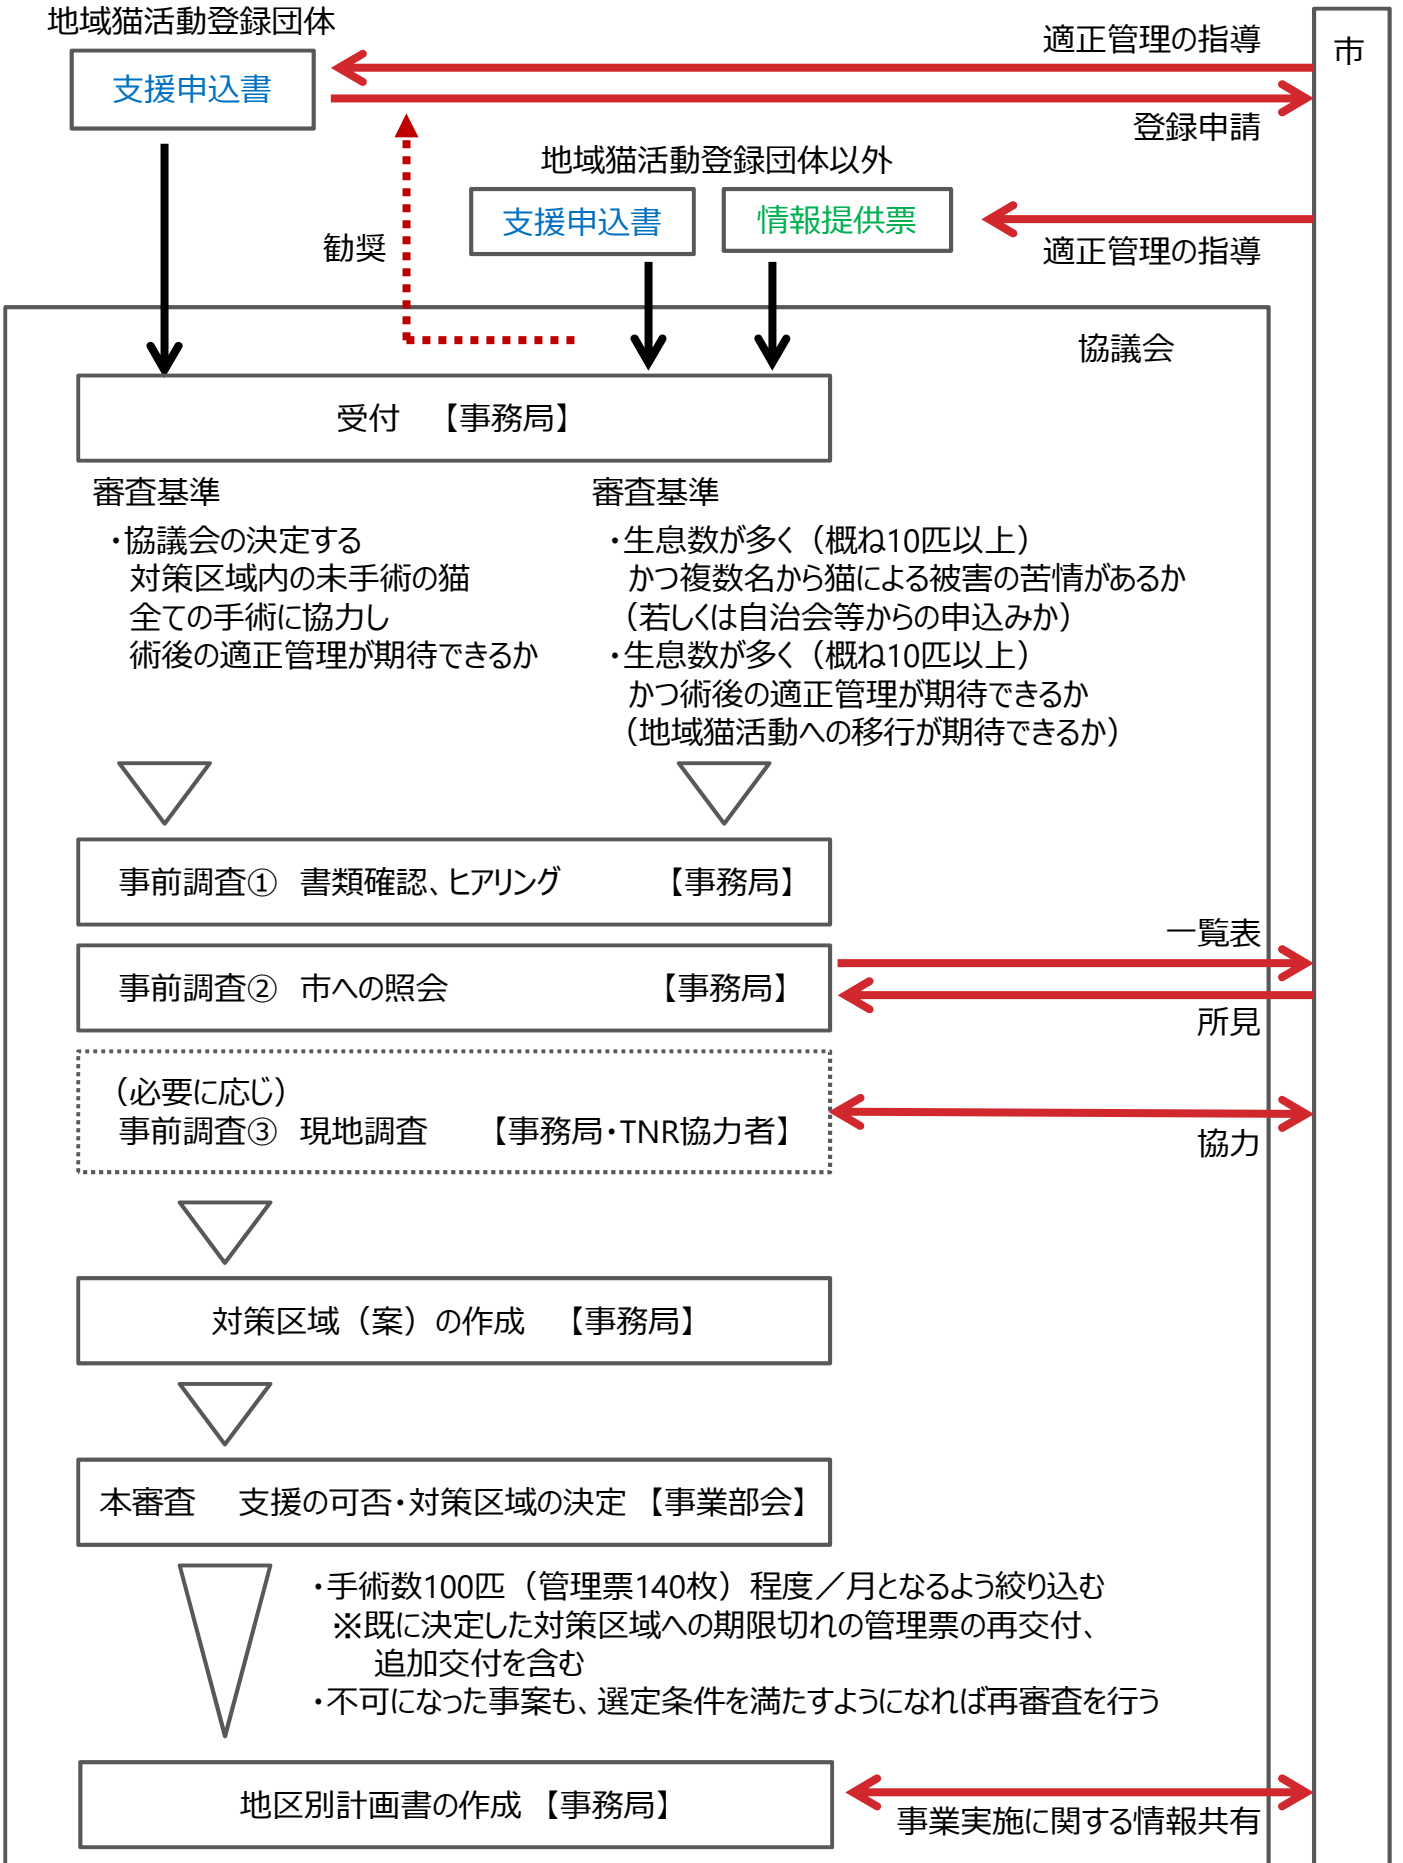 地域猫活動登録団体
適正管理の指導
市
支援申込書
登録申請
地域猫活動登録団体以外
支援申込書
情報提供票
勧奨
適正管理の指導
協議会
受付 【事務局】
審査基準
・協議会の決定する
対策区域内の未手術の猫
全ての手術に協力し
術後の適正管理が期待できるか
審査基準
・生息数が多く（概ね10匹以上）
かつ複数名から猫による被害の苦情があるか
（若しくは自治会等からの申込みか）
・生息数が多く（概ね10匹以上）
かつ術後の適正管理が期待できるか
（地域猫活動への移行が期待できるか）
事前調査① 書類確認、ヒアリング 【事務局】
一覧表
事前調査② 市への照会 【事務局】
所見
（必要に応じ）
事前調査③ 現地調査 【事務局・TNR協力者】
協力
対策区域（案）の作成 【事務局】
本審査 支援の可否・対策区域の決定 【事業部会】
・手術数100匹（管理票140枚）程度／月となるよう絞り込む
※既に決定した対策区域への期限切れの管理票の再交付、
追加交付を含む
・不可になった事案も、選定条件を満たすようになれば再審査を行う
地区別計画書の作成 【事務局】
事業実施に関する情報共有